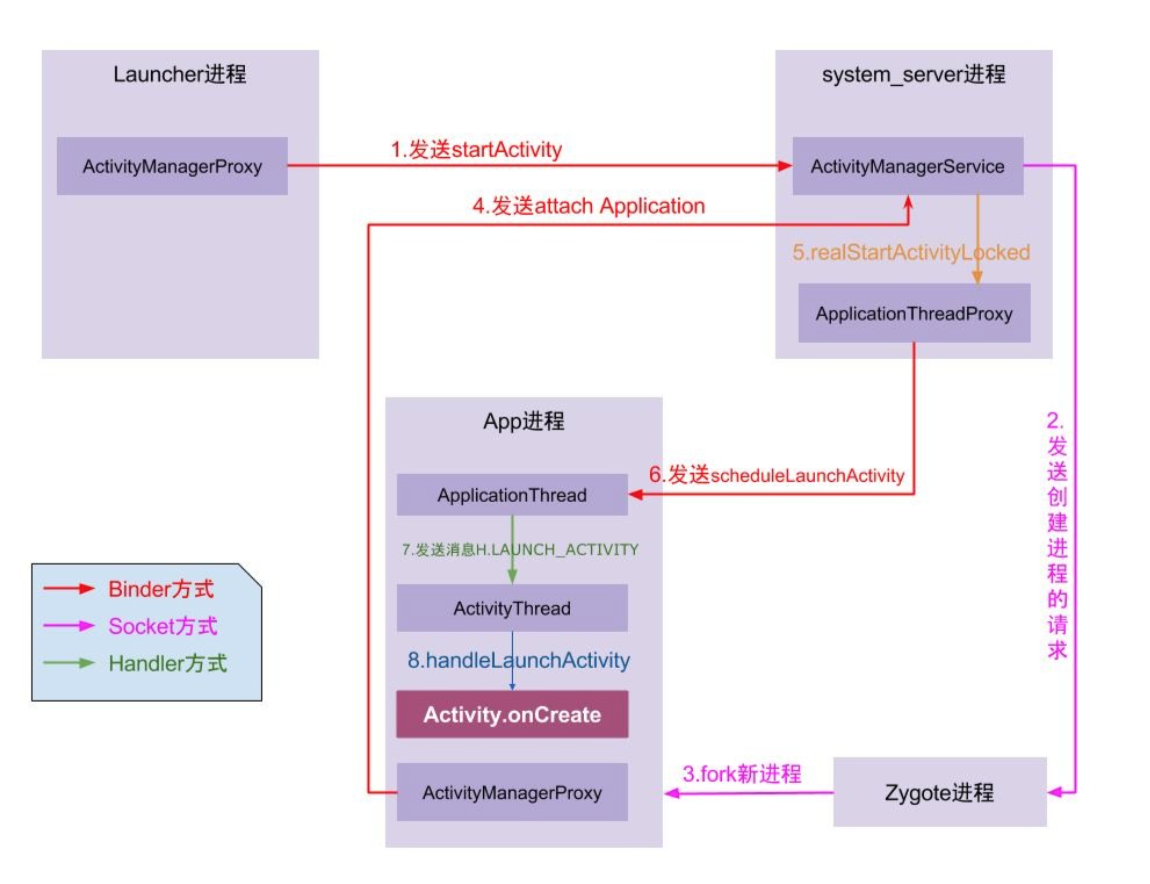 Launcher进程
system_server进程
ActivityManagerProxy
1.发送startActivity
ActivityManagerService
4.发送attach Application
5.realStartActivityLocked
ApplicationThreadProxy
App进程
2.
发
送
创
建
进
程
的
请
求
6.发送scheduleLaunchActivity
ApplicationThread
7.发送消息H.LAUNCH_ACTIVITY
Binder方式
Socket方式
Handler方式
ActivityThread
8.handleLaunchActivity
Activity.onCreate
ActivityManagerProxy
3.fork新进程
Zygote进程